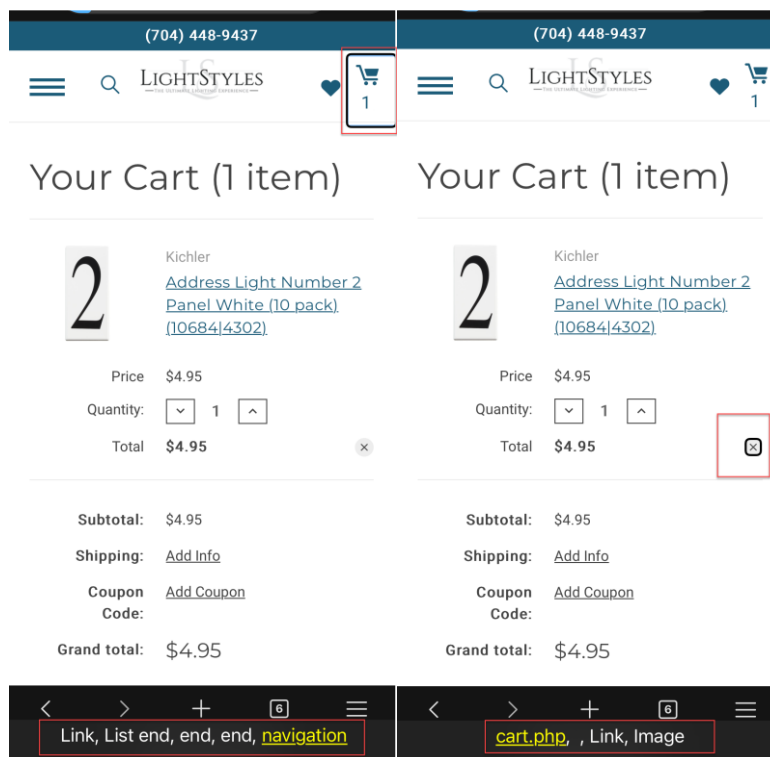 (704) 448-9437
LIGHTSTYLES
THE ULTIMATE LIGHTING EXPERIENCE
1
Your Cart (1 item)
2
Kichler
Address Light Number 2
Panel White (10 pack)
(10684|4302)
Price $4.95
Quantity: 1
Total $4.95
Subtotal: $4.95
Shipping: Add Info
Coupon Code: Add Coupon
Grand total: $4.95
6
Link, List end, end, end, navigation
(704) 448-9437
LIGHTSTYLES
THE ULTIMATE LIGHTING EXPERIENCE
1
Your Cart (1 item)
2
Kichler
Address Light Number 2
Panel White (10 pack)
(10684|4302)
Price $4.95
Quantity: 1
Total $4.95
Subtotal: $4.95
Shipping: Add Info
Coupon Code: Add Coupon
Grand total: $4.95
6
cart.php, , Link, Image